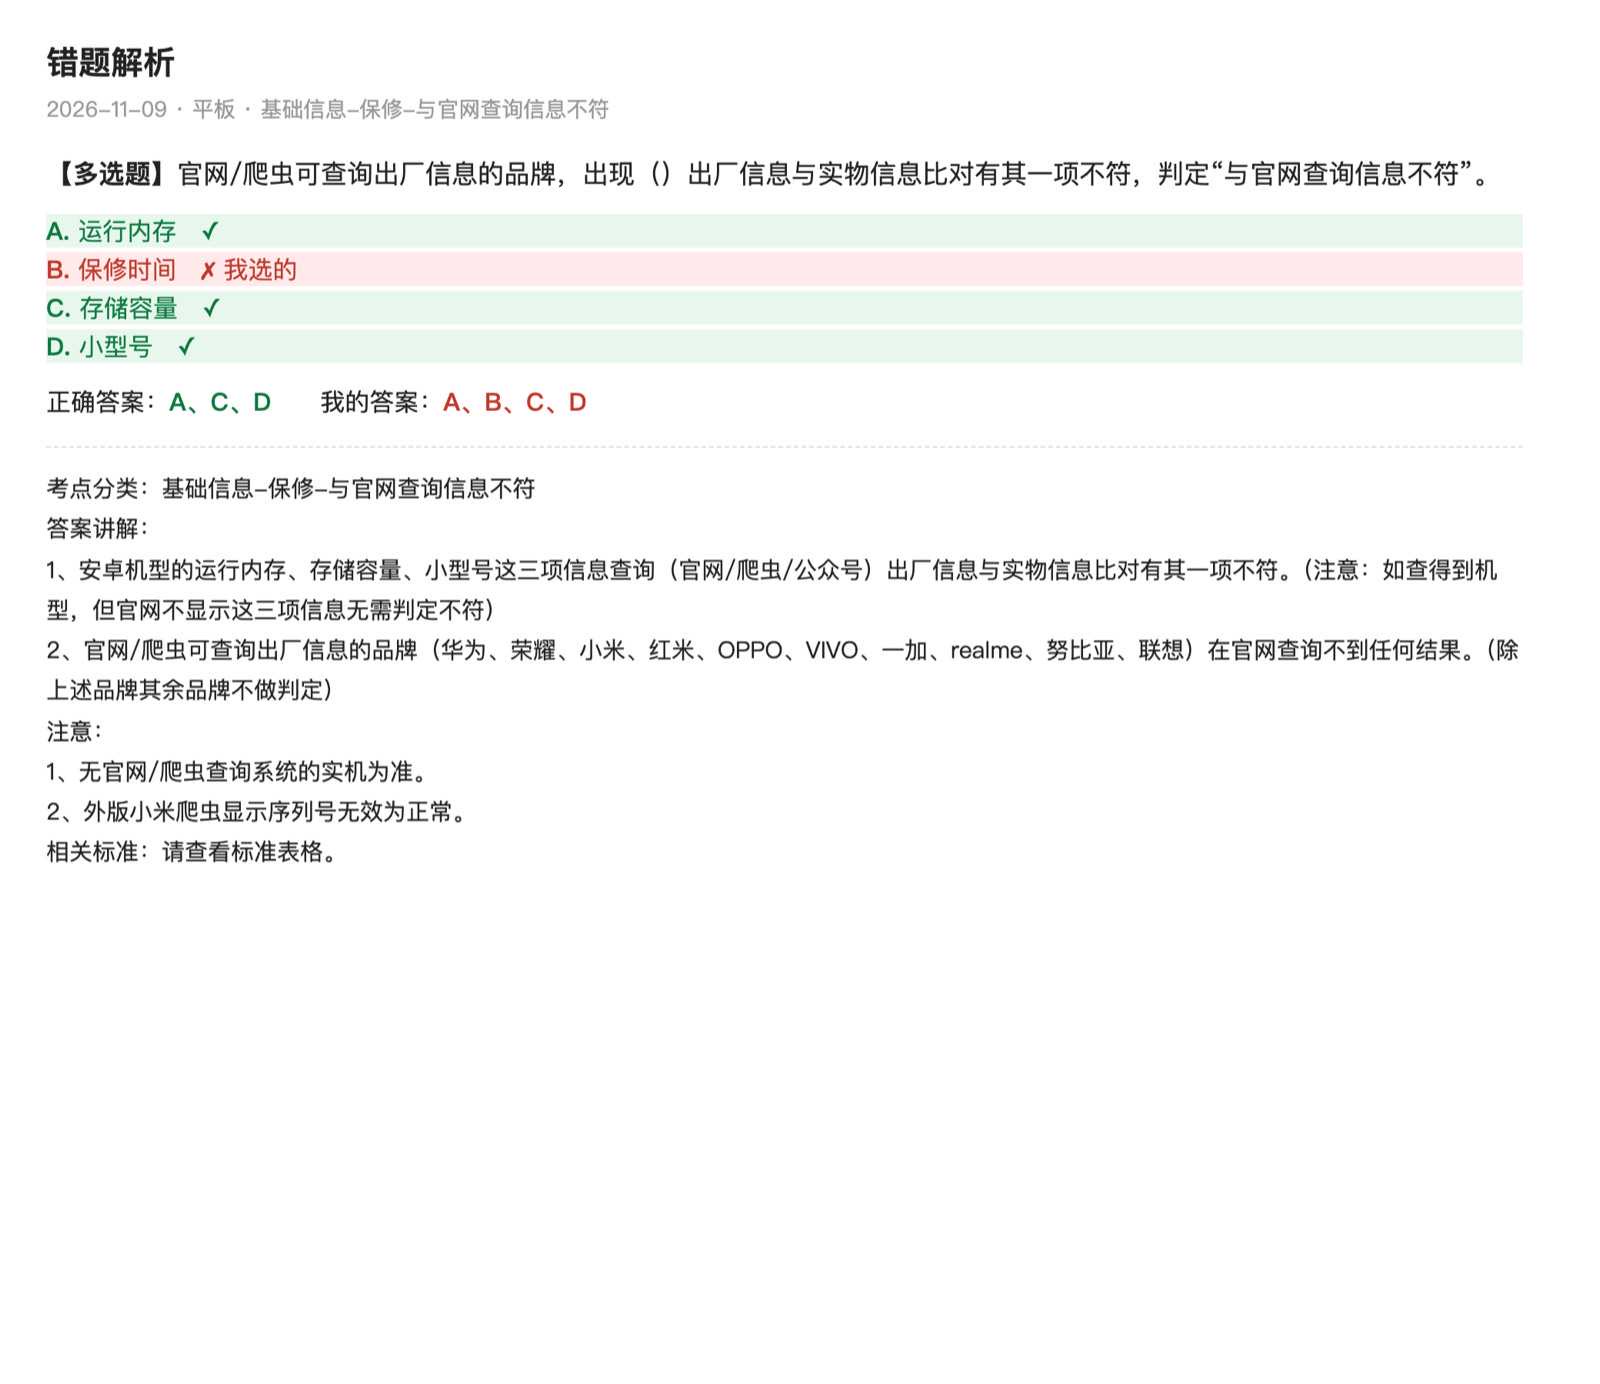 错题解析
2026-11-09 · 平板 · 基础信息-保修-与官网查询信息不符
【多选题】官网/爬虫可查询出厂信息的品牌，出现（）出厂信息与实物信息比对有其一项不符，判定“与官网查询信息不符”。
A. 运行内存 ✓
B. 保修时间 ✗ 我选的
C. 存储容量 ✓
D. 小型号 ✓
正确答案：A、C、D 我的答案：A、B、C、D
考点分类：基础信息-保修-与官网查询信息不符
答案讲解：
1、安卓机型的运行内存、存储容量、小型号这三项信息查询（官网/爬虫/公众号）出厂信息与实物信息比对有其一项不符。（注意：如查得到机
型，但官网不显示这三项信息无需判定不符）
2、官网/爬虫可查询出厂信息的品牌（华为、荣耀、小米、红米、OPPO、VIVO、一加、realme、努比亚、联想）在官网查询不到任何结果。（除
上述品牌其余品牌不做判定）
注意：
1、无官网/爬虫查询系统的实机为准。
2、外版小米爬虫显示序列号无效为正常。
相关标准：请查看标准表格。